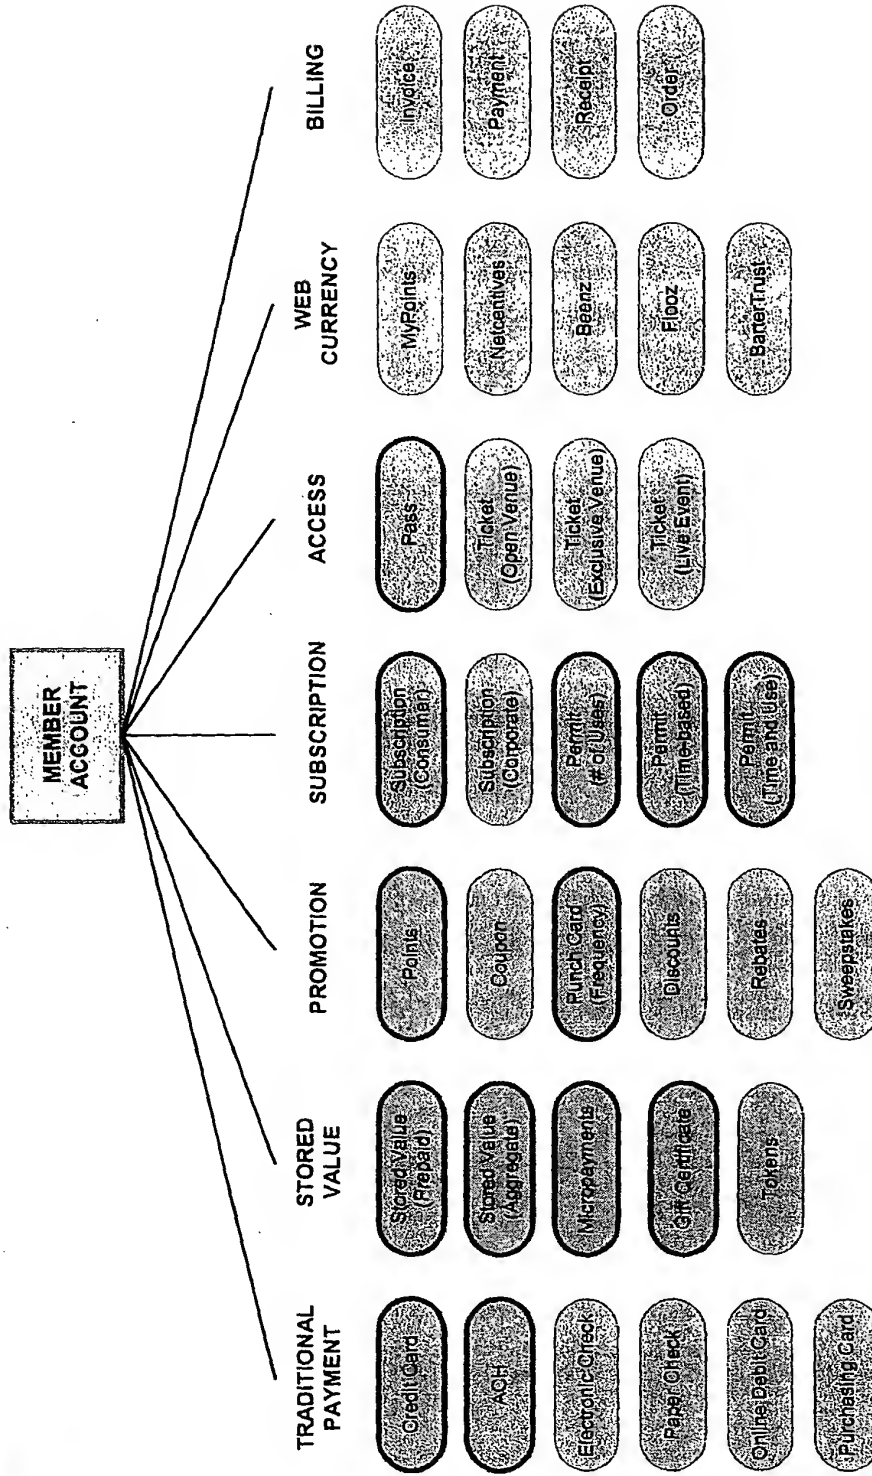 MEMBER
ACCOUNT
TRADITIONAL
PAYMENT
Credit Card
ACH
Electronic Check
Paper Check
Online Debit Card
Purchasing Card
STORED
VALUE
Stored Value
(Prepaid)
Stored Value
(Aggregate)
Micropayments
Gift Certificate
Tokens
PROMOTION
Points
Coupon
Punch Card
(Frequency)
Discounts
Rebates
Sweepstakes
SUBSCRIPTION
Subscription
(Consumer)
Subscription
(Corporate)
Permit
(# of Uses)
Permit
(Time-based)
Permit
(Time and Use)
ACCESS
Pass
Ticket
(Open Venue)
Ticket
(Exclusive Venue)
Ticket
(Live Event)
WEB
CURRENCY
MyPoints
Netcentives
Beenz
Flooz
BarterTrust
BILLING
Invoice
Payment
Receipt
Order